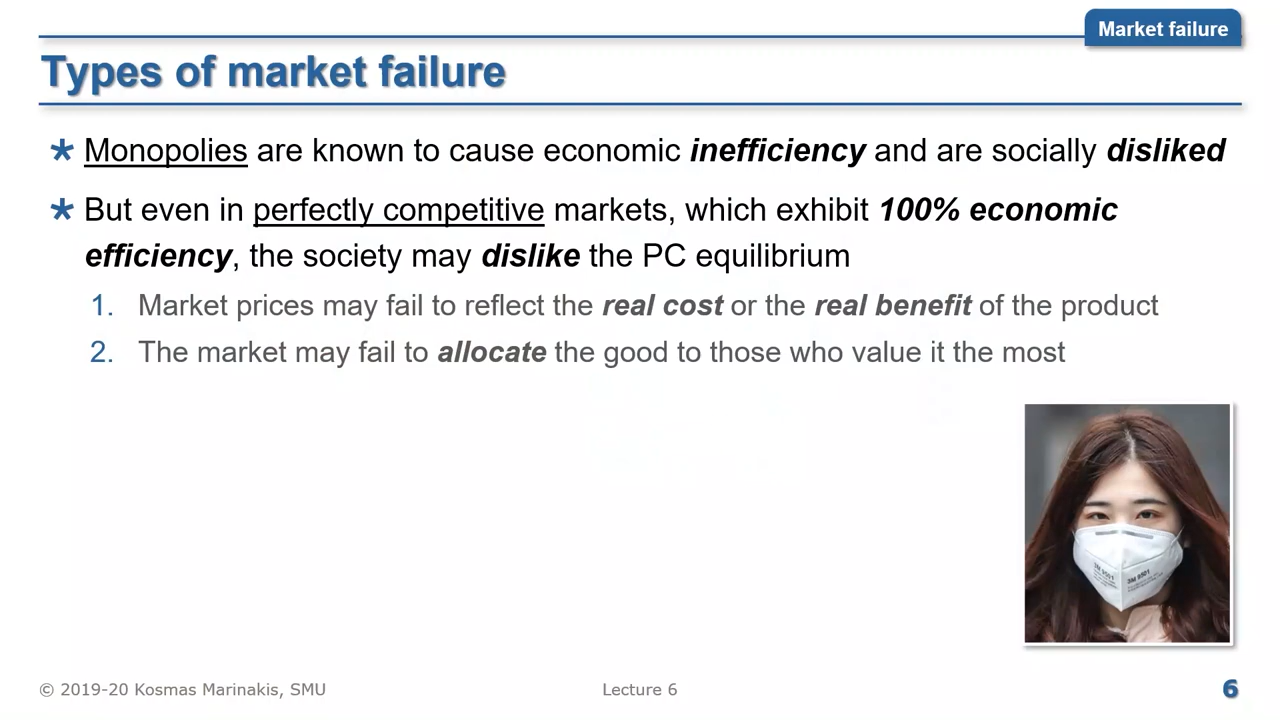 Market failure
Types of market failure
* Monopolies are known to cause economic inefficiency and are socially disliked
* But even in perfectly competitive markets, which exhibit 100% economic
efficiency, the society may dislike the PC equilibrium
1. Market prices may fail to reflect the real cost or the real benefit of the product
2. The market may fail to allocate the good to those who value it the most
3M 9501
3M 9501
© 2019-20 Kosmas Marinakis, SMU
Lecture 6
6